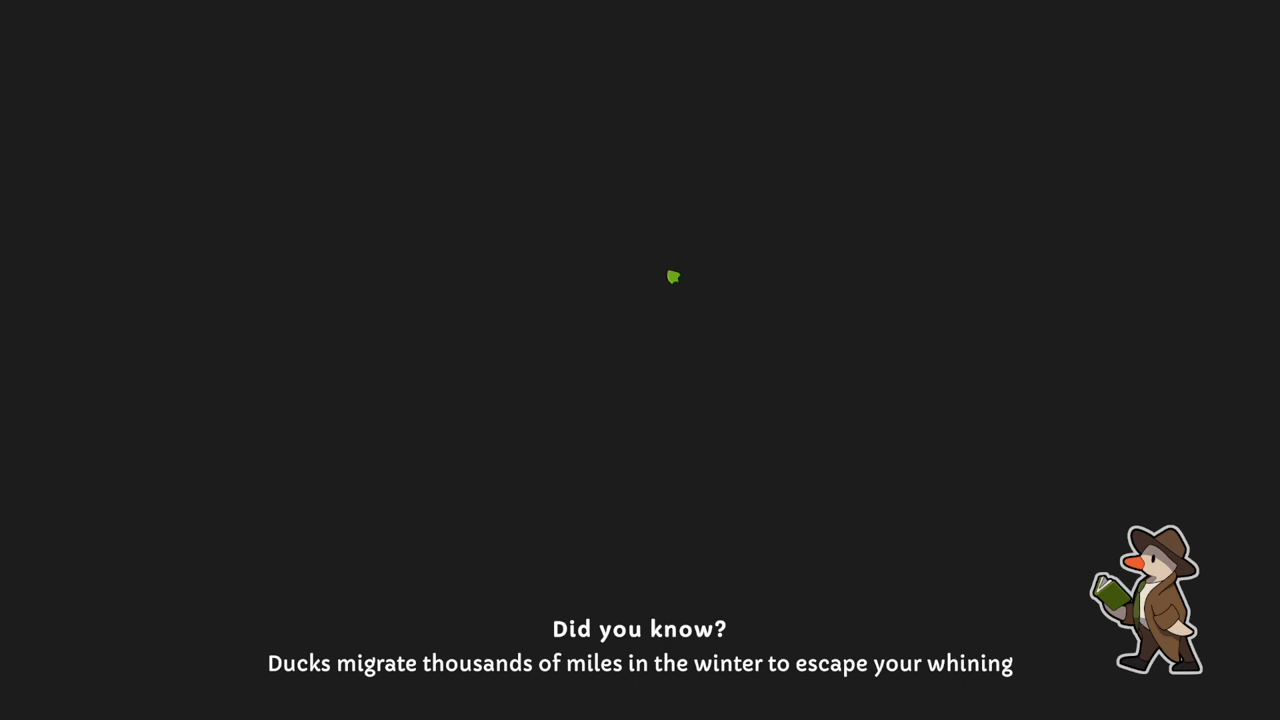 Did you know?
Ducks migrate thousands of miles in the winter to escape your whining